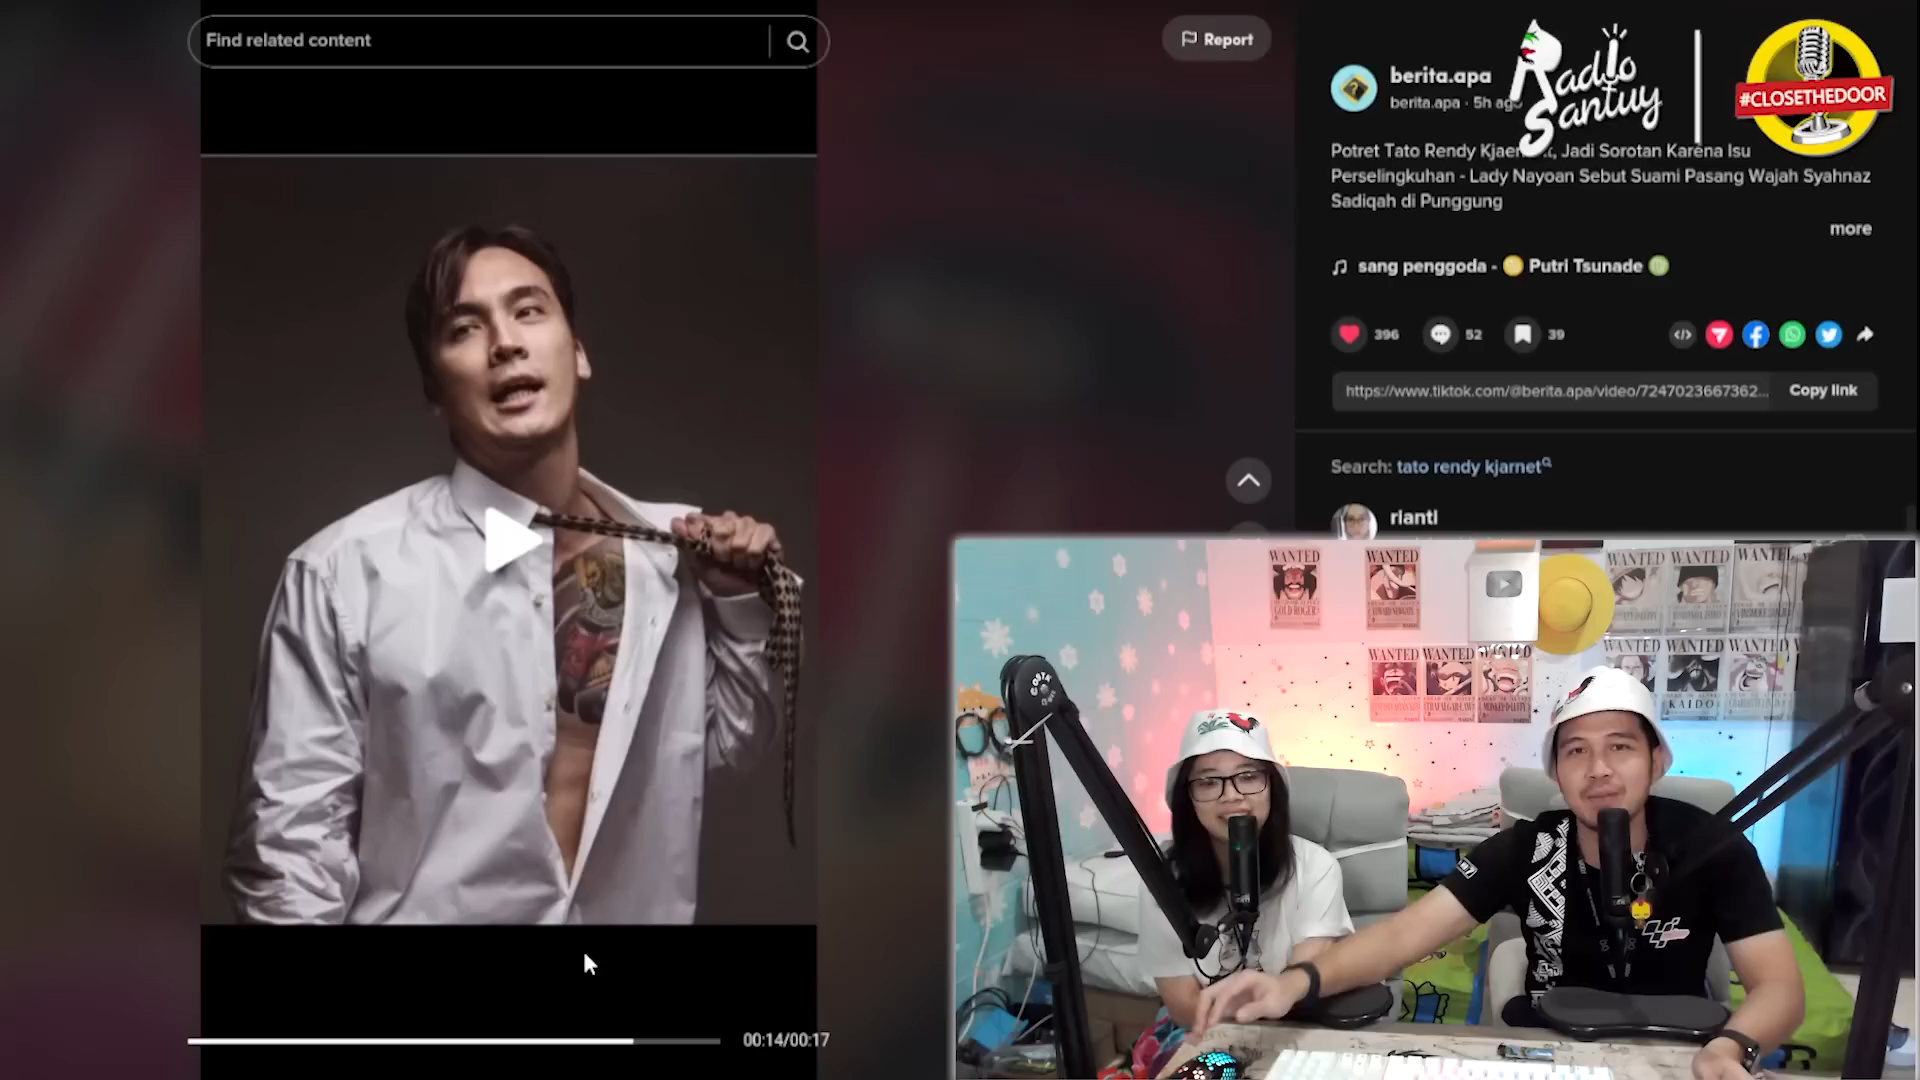 Find related content
Report
berita.apa
berita.apa · 5h ago
Radio
Santuy
#CLOSETHEDOOR
Potret Tato Rendy Jadi Sorotan Karena Isu
Perselingkuhan - Lady Nayoan Sebut Suami Pasang Wajah Syahnaz
Sadiqah di Punggung
more
sang penggoda - Putri Tsunade
396
52
39
https://www.tiktok.com/@berita.apa/video/7247023667362...
Copy link
Search: tato rendy kjarnet
rianti
00:14/00:17
WANTED
GOLD ROGER
WANTED
WANTED
WANTED
WANTED
WANTED
WANTED
WANTED
WANTED
WANTED
KAIDO
WANTED